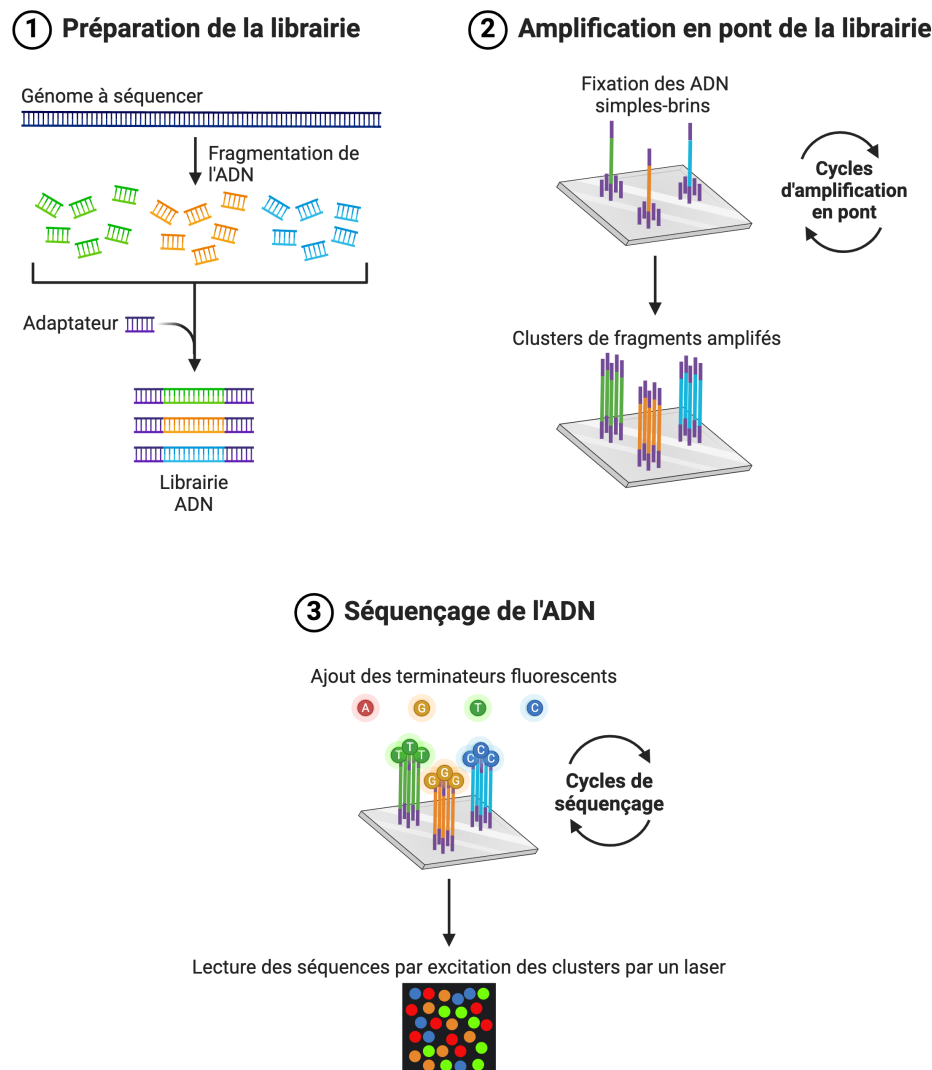 1 Préparation de la librairie
Génome à séquencer
Fragmentation de
l'ADN
Adaptateur
Librairie
ADN
2 Amplification en pont de la librairie
Fixation des ADN
simples-brins
Cycles
d'amplification
en pont
Clusters de fragments amplifés
3 Séquençage de l'ADN
Ajout des terminateurs fluorescents
A G T C
T T T
G G G
C C C
Cycles de
séquençage
Lecture des séquences par excitation des clusters par un laser